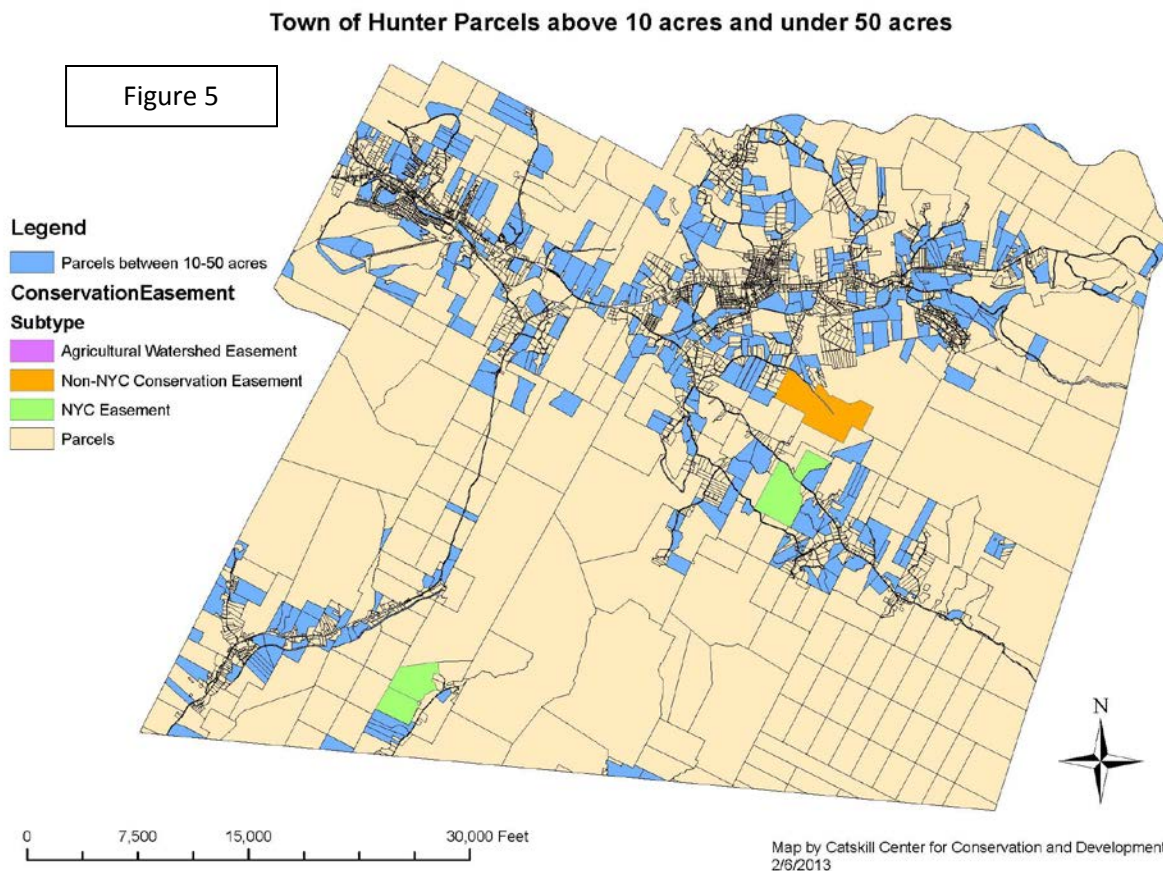 Town of Hunter Parcels above 10 acres and under 50 acres
Figure 5
Legend
Parcels between 10-50 acres
ConservationEasement
Subtype
Agricultural Watershed Easement
Non-NYC Conservation Easement
NYC Easement
Parcels
N
0 7,500 15,000 30,000 Feet
Map by Catskill Center for Conservation and Development
2/6/2013